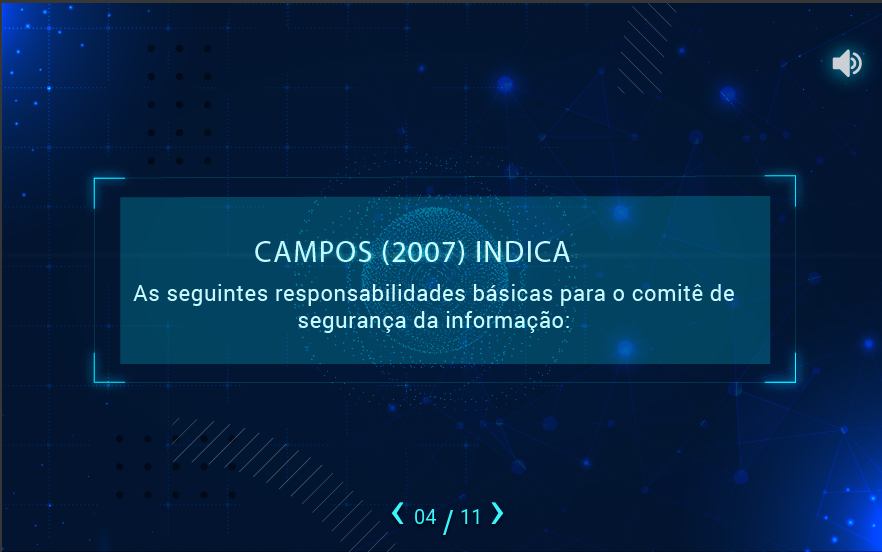 CAMPOS (2007) INDICA
As seguintes responsabilidades básicas para o comitê de
segurança da informação:
04 / 11